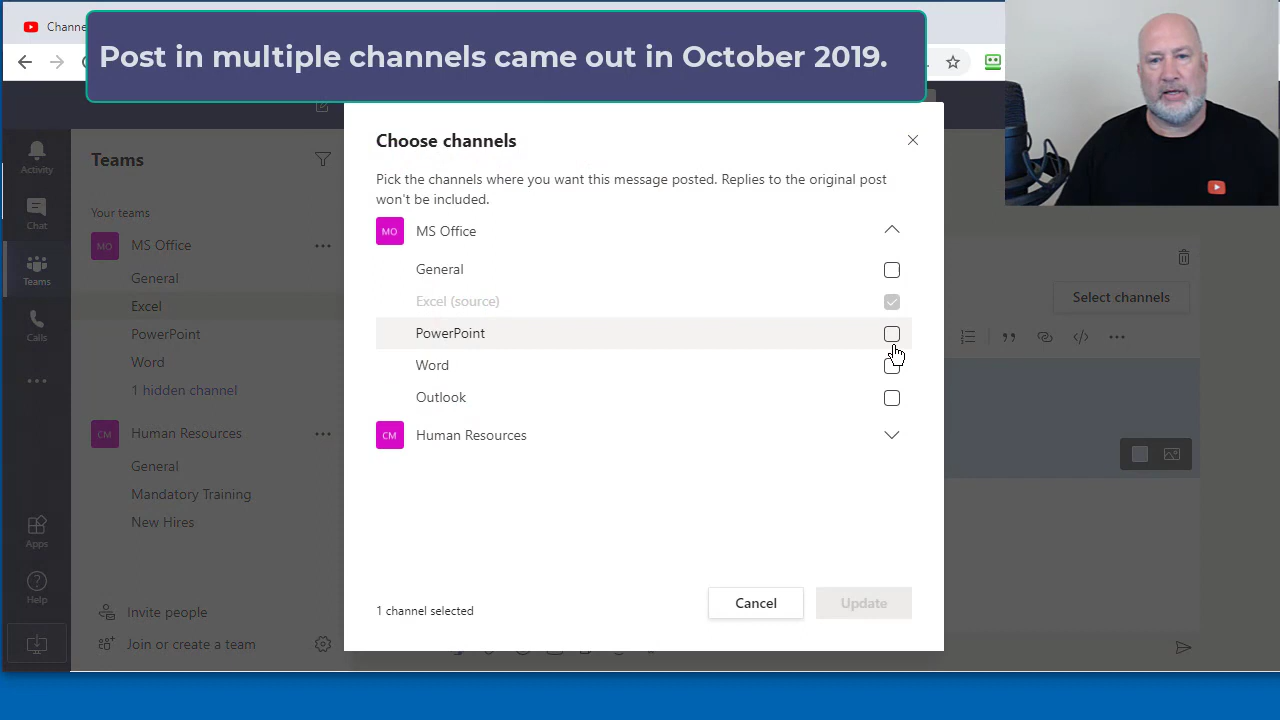 Channe
Post in multiple channels came out in October 2019.
Activity
Chat
Teams
Calls
Apps
Help
Teams
Your teams
MO
MS Office
General
Excel
PowerPoint
Word
1 hidden channel
CM
Human Resources
General
Mandatory Training
New Hires
Invite people
Join or create a team
Choose channels
Pick the channels where you want this message posted. Replies to the original post
won't be included.
MO
MS Office
General
Excel (source)
PowerPoint
Word
Outlook
CM
Human Resources
1 channel selected
Cancel
Update
Select channels